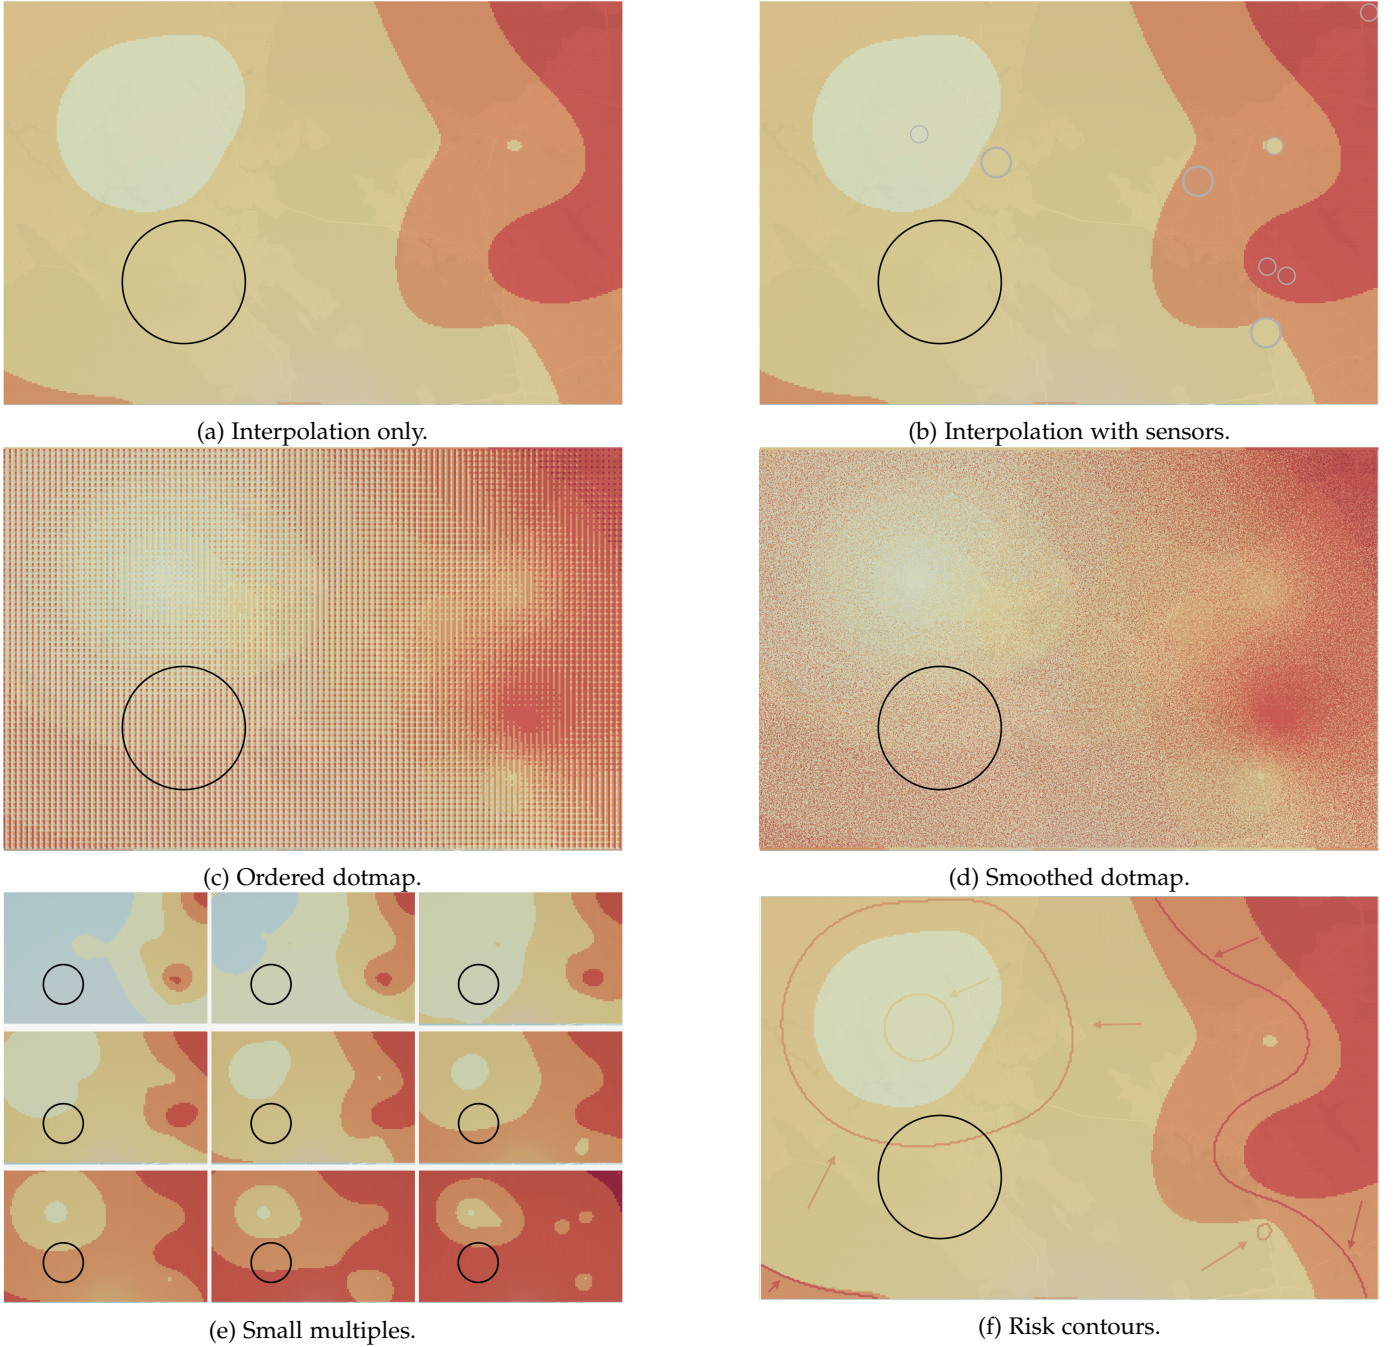 (a) Interpolation only.
(b) Interpolation with sensors.
(c) Ordered dotmap.
(d) Smoothed dotmap.
(e) Small multiples.
(f) Risk contours.